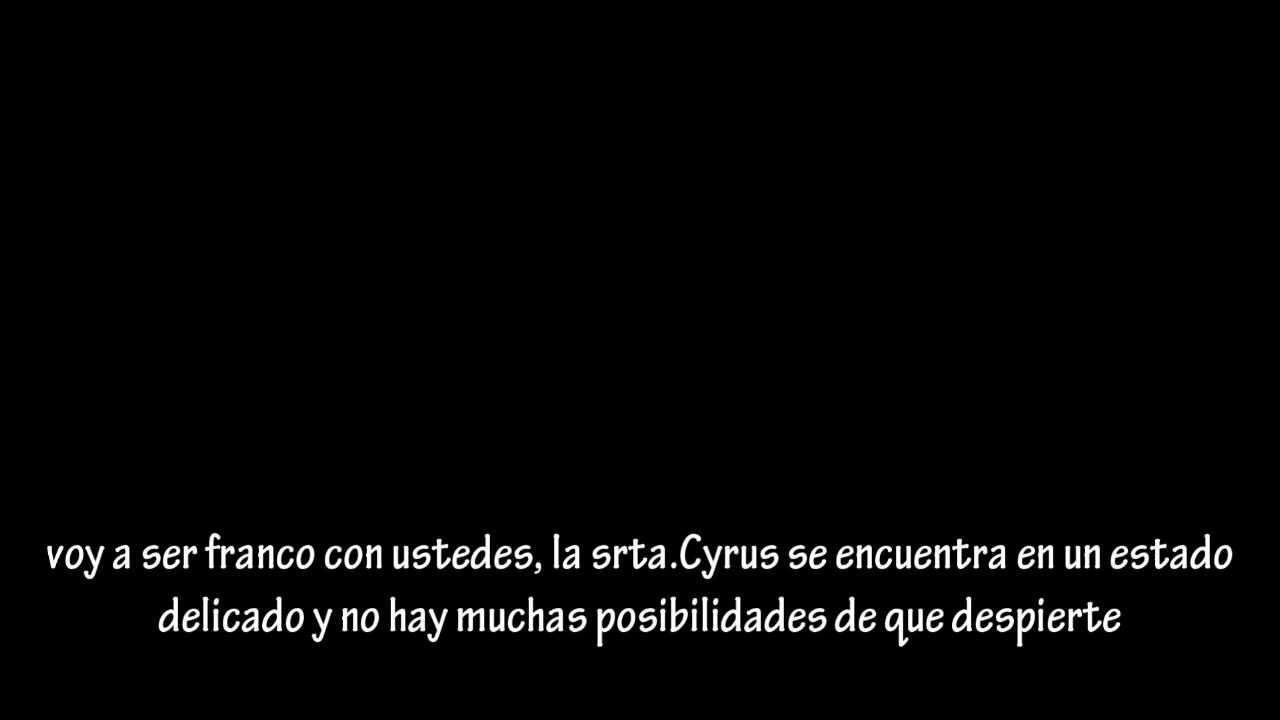 voy a ser franco con ustedes, la srta.Cyrus se encuentra en un estado
delicado y no hay muchas posibilidades de que despierte